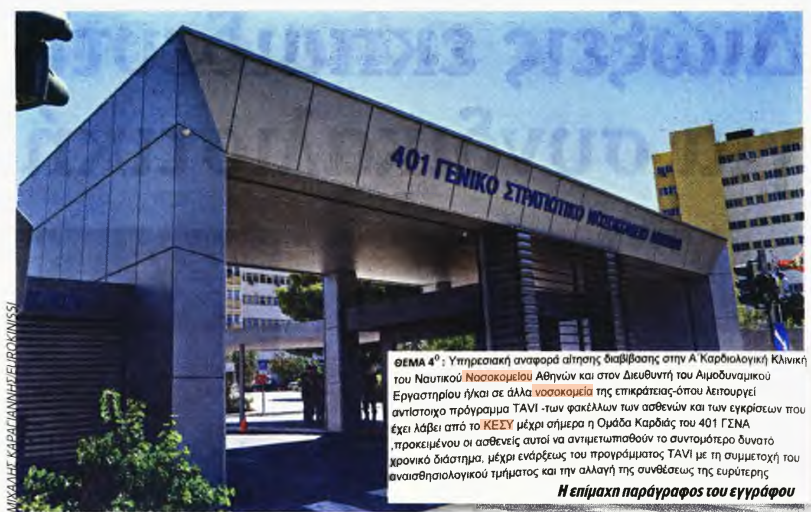 401 ΓΕΝΙΚΟ ΣΤΡΑΤΙΩΤΙΚΟ ΝΟΣΟΚΟΜΕΙΟ ΑΘΗΝΩΝ
ΜΙΧΑΛΗΣ ΚΑΡΑΓΙΑΝΝΗΣ/EUROKINISSI
ΘΕΜΑ 4⁰ : Υπηρεσιακή αναφορά αίτησης διαβίβασης στην Α΄Καρδιολογική Κλινική
του Ναυτικού Νοσοκομείου Αθηνών και στον Διευθυντή του Αιμοδυναμικού
Εργαστηρίου ή/και σε άλλα νοσοκομεία της επικράτειας-όπου λειτουργεί
αντίστοιχο πρόγραμμα TAVI -των φακέλλων των ασθενών και των εγκρίσεων που
έχει λάβει από το ΚΕΣΥ μέχρι σήμερα η Ομάδα Καρδιάς του 401 ΓΣΝΑ
,προκειμένου οι ασθενείς αυτοί να αντιμετωπισθούν το συντομότερο δυνατό
χρονικό διάστημα, μέχρι ενάρξεως του προγράμματος TAVI με τη συμμετοχή του
αναισθησιολογικού τμήματος και την αλλαγή της συνθέσεως της ευρύτερης
Η επίμαχη παράγραφος του εγγράφου